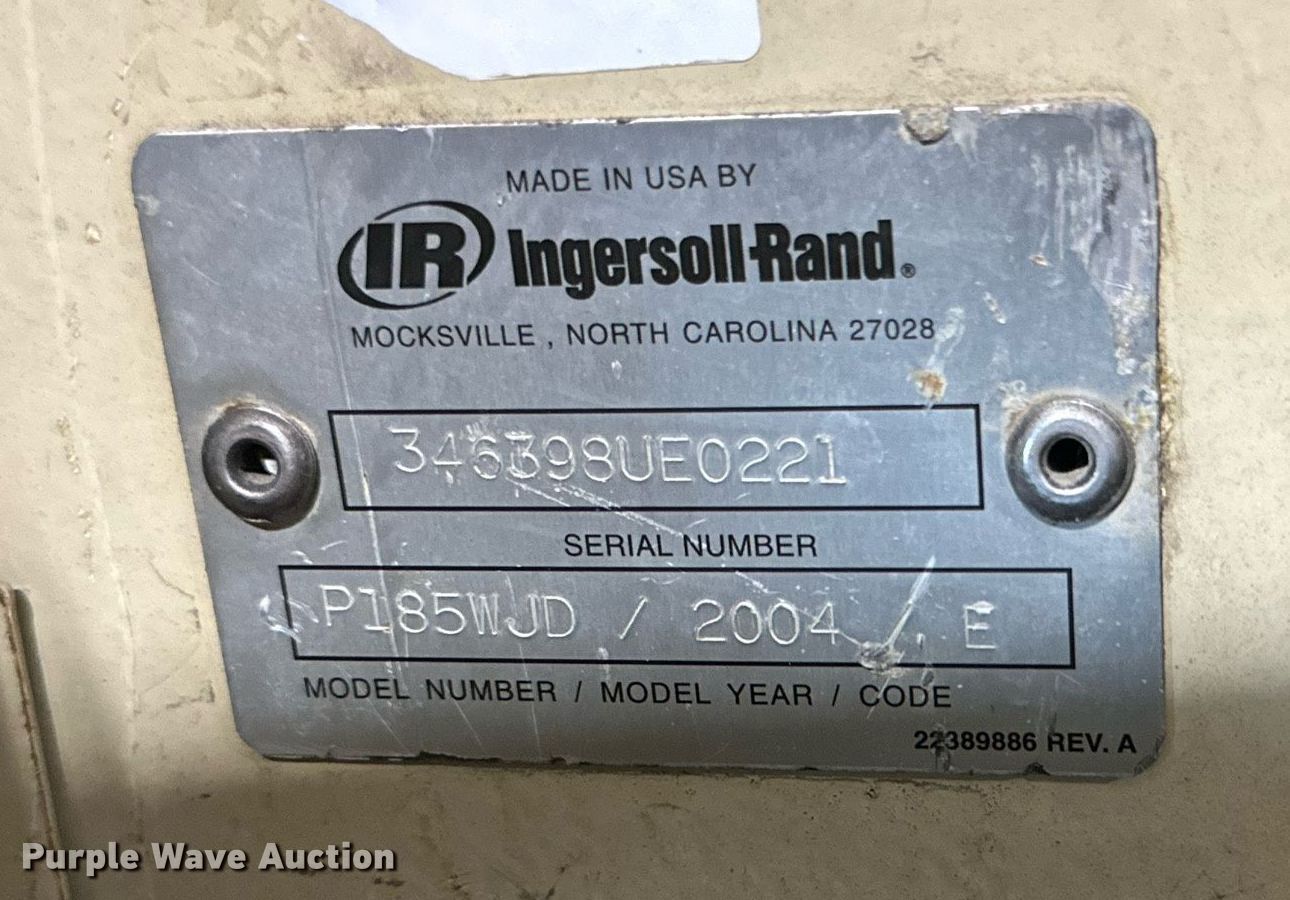 MADE IN USA BY
IR Ingersoll-Rand®
MOCKSVILLE , NORTH CAROLINA 27028
346398UE0221
SERIAL NUMBER
P185WJD / 2004 / E
MODEL NUMBER / MODEL YEAR / CODE
22389886 REV. A
Purple Wave Auction